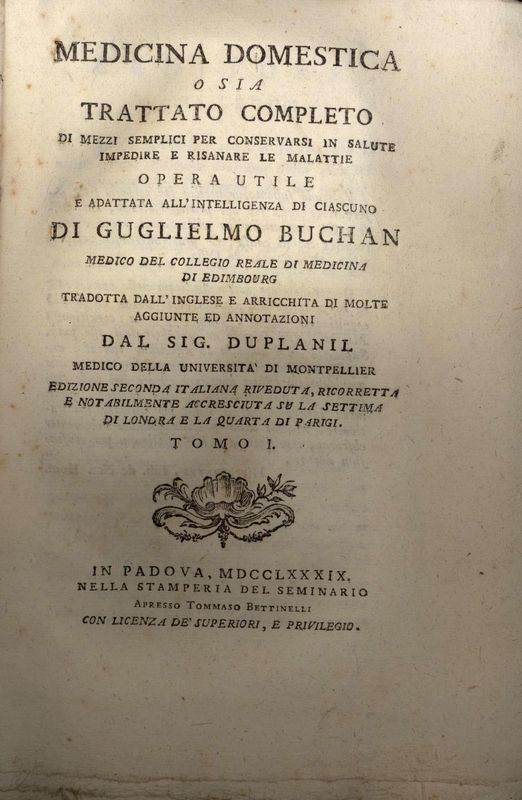 MEDICINA DOMESTICA
O SIA
TRATTATO COMPLETO
DI MEZZI SEMPLICI PER CONSERVARSI IN SALUTE
IMPEDIRE E RISANARE LE MALATTIE
OPERA UTILE
E ADATTATA ALL'INTELLIGENZA DI CIASCUNO
DI GUGLIELMO BUCHAN
MEDICO DEL COLLEGIO REALE DI MEDICINA
DI EDIMBOURG
TRADOTTA DALL'INGLESE E ARRICCHITA DI MOLTE
AGGIUNTE ED ANNOTAZIONI
DAL SIG. DUPLANIL
MEDICO DELLA UNIVERSITA' DI MONTPELLIER
EDIZIONE SECONDA ITALIANA RIVEDUTA, RICORRETTA
E NOTABILMENTE ACCRESCIUTA SU LA SETTIMA
DI LONDRA E LA QUARTA DI PARIGI.
TOMO I.
IN PADOVA, MDCCLXXXIX.
NELLA STAMPERIA DEL SEMINARIO
APRESSO TOMMASO BETTINELLI
CON LICENZA DE' SUPERIORI, E PRIVILEGIO.